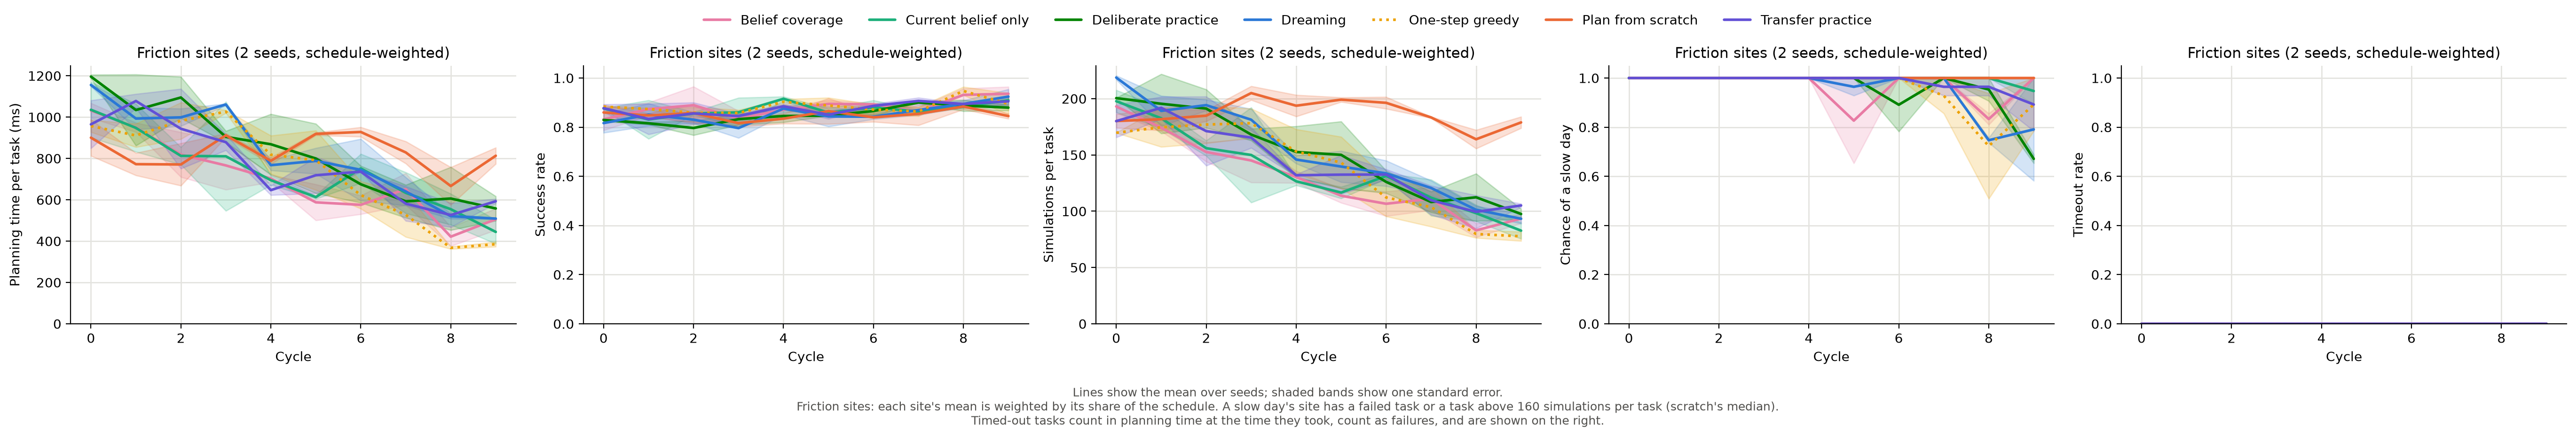 Belief coverage
Current belief only
Deliberate practice
Dreaming
One-step greedy
Plan from scratch
Transfer practice
Friction sites (2 seeds, schedule-weighted)
Planning time per task (ms)
1200
1000
800
600
400
200
0
0 2 4 6 8
Cycle
Friction sites (2 seeds, schedule-weighted)
Success rate
1.0
0.8
0.6
0.4
0.2
0.0
0 2 4 6 8
Cycle
Friction sites (2 seeds, schedule-weighted)
Simulations per task
200
150
100
50
0
0 2 4 6 8
Cycle
Friction sites (2 seeds, schedule-weighted)
Chance of a slow day
1.0
0.8
0.6
0.4
0.2
0.0
0 2 4 6 8
Cycle
Friction sites (2 seeds, schedule-weighted)
Timeout rate
1.0
0.8
0.6
0.4
0.2
0.0
0 2 4 6 8
Cycle
Lines show the mean over seeds; shaded bands show one standard error.
Friction sites: each site's mean is weighted by its share of the schedule. A slow day's site has a failed task or a task above 160 simulations per task (scratch's median).
Timed-out tasks count in planning time at the time they took, count as failures, and are shown on the right.